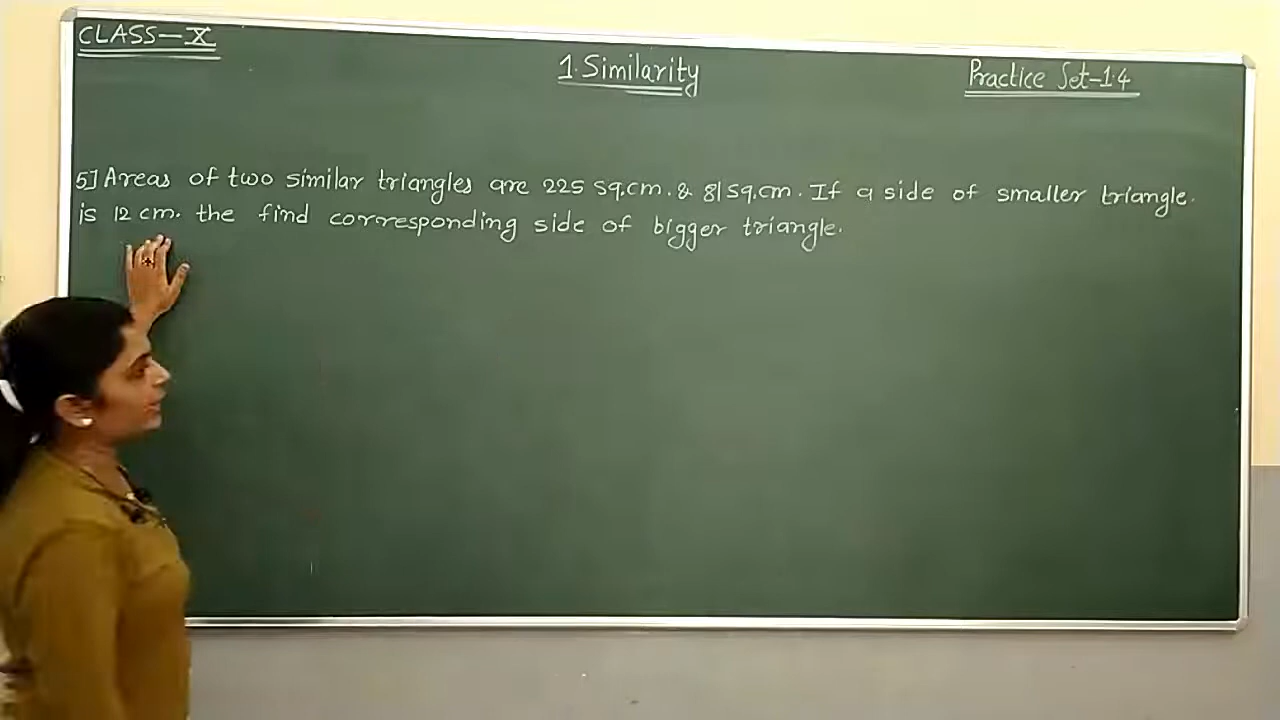 CLASS-X
1.Similarity
Practice Set-1.4
5] Areas of two similar triangles are 225 sq.cm. & 81 sq.cm. If a side of smaller triangle.
is 12 cm. the find corresponding side of bigger triangle.